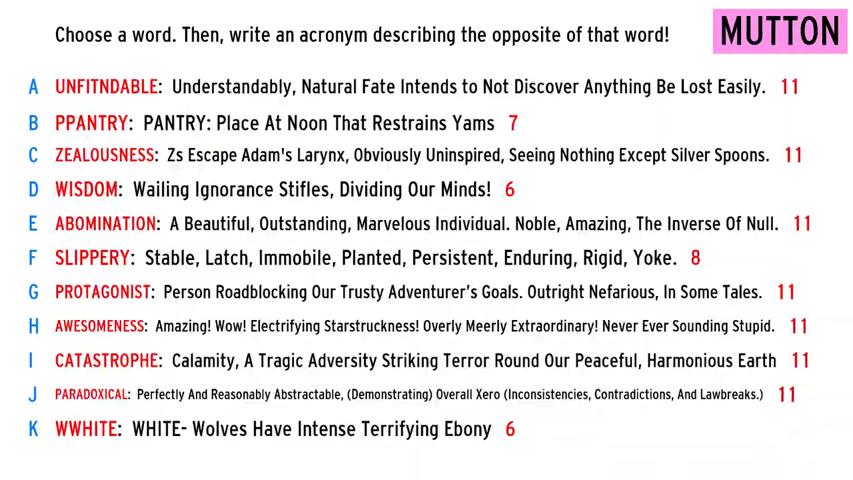 Choose a word. Then, write an acronym describing the opposite of that word! MUTTON
A UNFITNDABLE: Understandably, Natural Fate Intends to Not Discover Anything Be Lost Easily. 11
B PPANTRY: PANTRY: Place At Noon That Restrains Yams 7
C ZEALOUSNESS: Zs Escape Adam's Larynx, Obviously Uninspired, Seeing Nothing Except Silver Spoons. 11
D WISDOM: Wailing Ignorance Stifles, Dividing Our Minds! 6
E ABOMINATION: A Beautiful, Outstanding, Marvelous Individual. Noble, Amazing, The Inverse Of Null. 11
F SLIPPERY: Stable, Latch, Immobile, Planted, Persistent, Enduring, Rigid, Yoke. 8
G PROTAGONIST: Person Roadblocking Our Trusty Adventurer's Goals. Outright Nefarious, In Some Tales. 11
H AWESOMENESS: Amazing! Wow! Electrifying Starstruckness! Overly Meerly Extraordinary! Never Ever Sounding Stupid. 11
I CATASTROPHE: Calamity, A Tragic Adversity Striking Terror Round Our Peaceful, Harmonious Earth 11
J PARADOXICAL: Perfectly And Reasonably Abstractable, (Demonstrating) Overall Xero (Inconsistencies, Contradictions, And Lawbreaks.) 11
K WWHITE: WHITE- Wolves Have Intense Terrifying Ebony 6